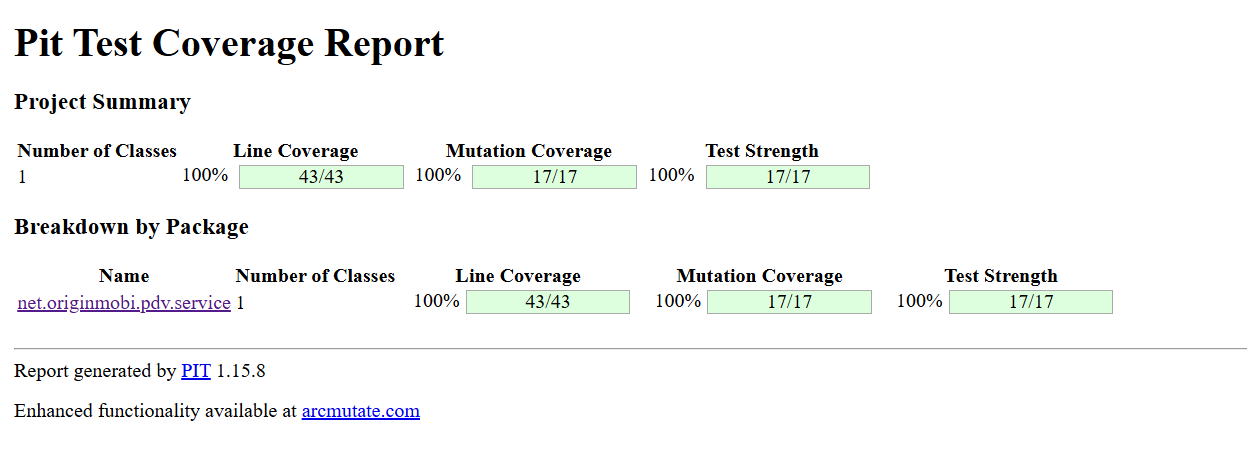 Pit Test Coverage Report
Project Summary
Number of Classes Line Coverage Mutation Coverage Test Strength
1 100% 43/43 100% 17/17 100% 17/17
Breakdown by Package
Name Number of Classes Line Coverage Mutation Coverage Test Strength
net.originmobi.pdv.service 1 100% 43/43 100% 17/17 100% 17/17
Report generated by PIT 1.15.8
Enhanced functionality available at arcmutate.com